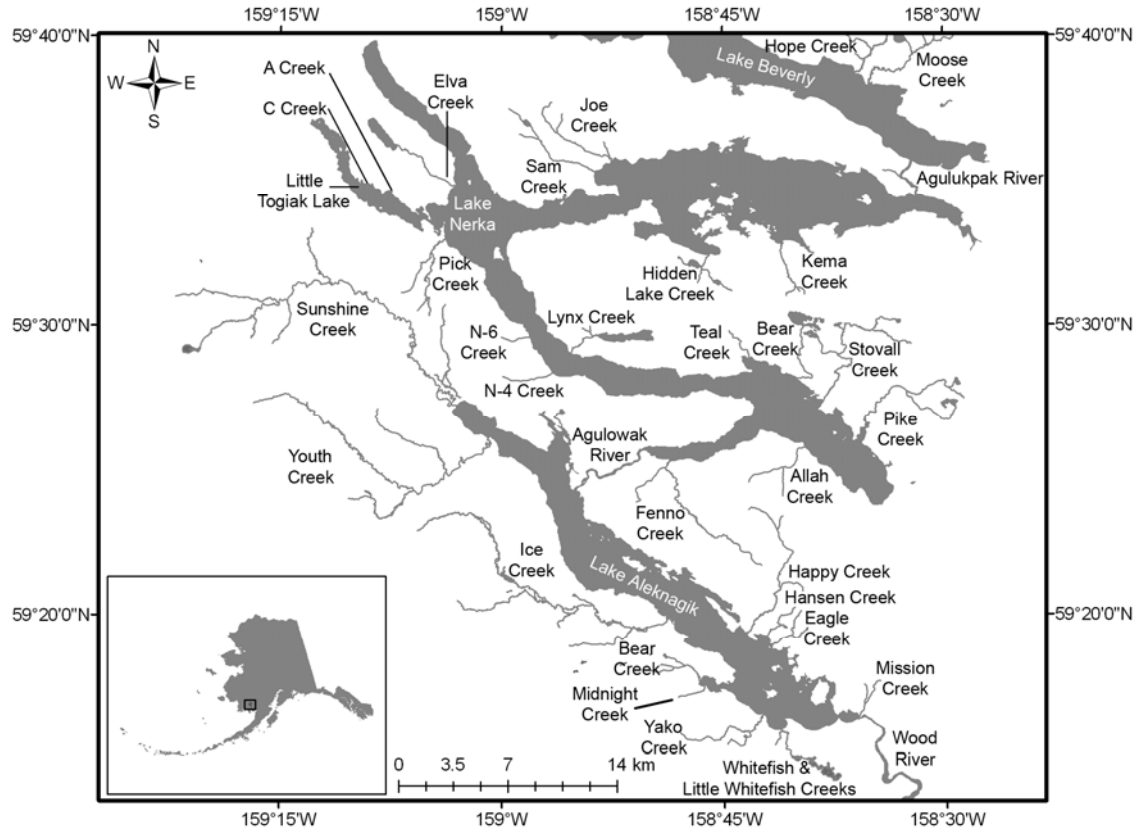 159°15'W
159°W
158°45'W
158°30'W
59°40'0"N
59°40'0"N
N
W
E
S
A Creek
C Creek
Elva
Creek
Joe
Creek
Lake Beverly
Hope Creek
Moose
Creek
Little
Togiak Lake
Sam
Creek
Agulukpak River
Lake
Nerka
Pick
Creek
Hidden
Lake Creek
Kema
Creek
Sunshine
Creek
59°30'0"N
59°30'0"N
N-6
Creek
Lynx Creek
Teal
Creek
Bear
Creek
Stovall
Creek
N-4 Creek
Pike
Creek
Youth
Creek
Agulowak
River
Allah
Creek
Fenno
Creek
Ice
Creek
Lake Aleknagik
Happy Creek
Hansen Creek
Eagle
Creek
59°20'0"N
59°20'0"N
Bear
Creek
Mission
Creek
Midnight
Creek
Yako
Creek
Wood
River
Whitefish &
Little Whitefish Creeks
0 3.5 7 14 km
159°15'W
159°W
158°45'W
158°30'W